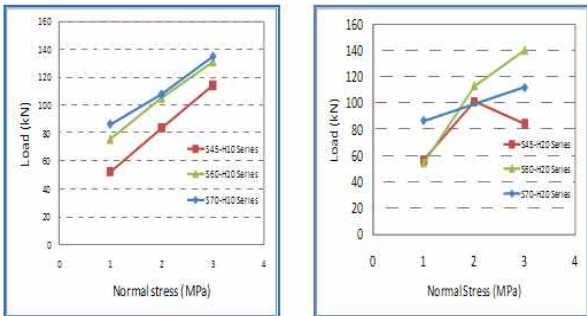 160
140
120
100
80
60
40
20
0
Load (kN)
S45-H10 Series
S60-H10 Series
S70-H10 Series
0 1 2 3 4
Normal stress (MPa)
160
140
120
100
80
60
40
20
0
Load (kN)
S45-H10 Series
S60-H20 Series
S70-H20 Series
0 1 2 3 4
Normal Stress (MPa)